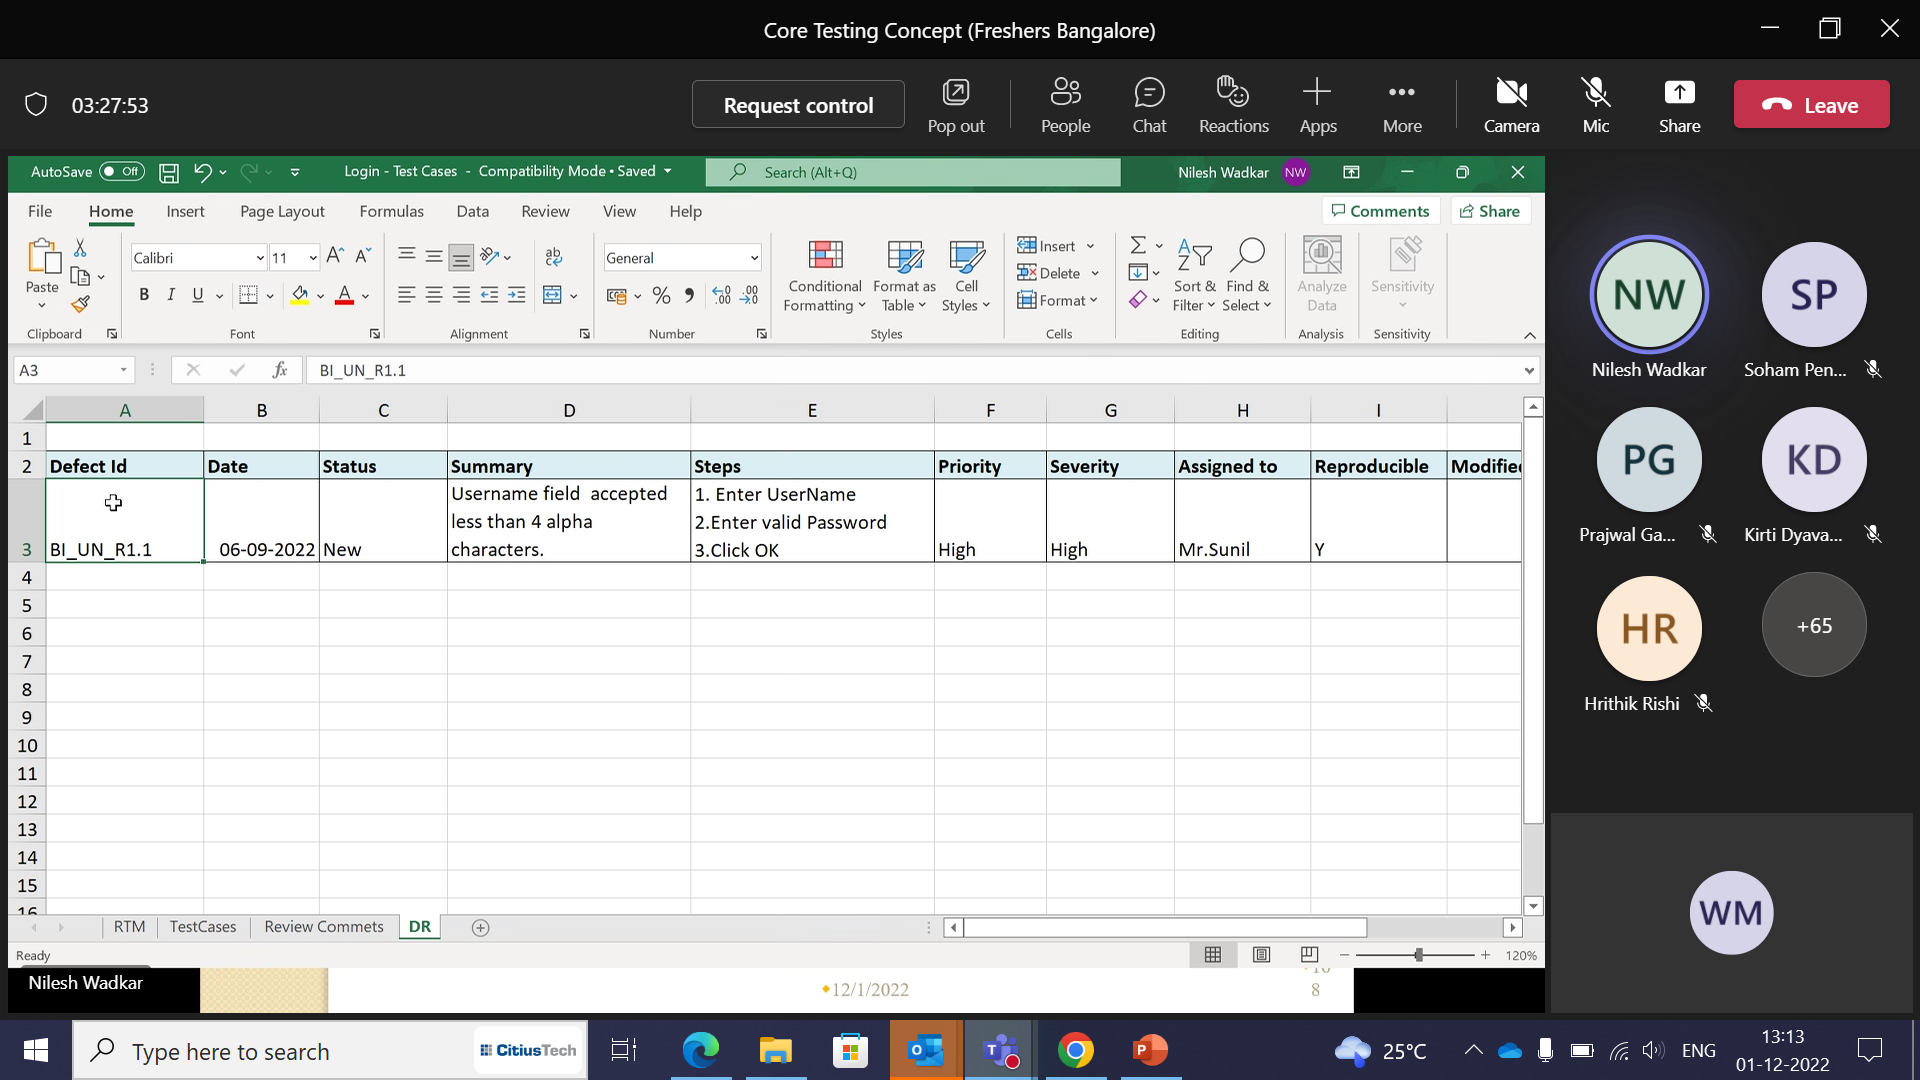 Core Testing Concept (Freshers Bangalore)
03:27:53
Request control
Pop out
People
Chat
Reactions
Apps
More
Camera
Mic
Share
Leave
AutoSave Off
Login - Test Cases - Compatibility Mode • Saved
Search (Alt+Q)
Nilesh Wadkar NW
File Home Insert Page Layout Formulas Data Review View Help
Comments Share
Paste
Calibri 11
B I U
ab
General
% 9
Conditional Formatting
Format as Table
Cell Styles
Insert
Delete
Format
Sort & Filter
Find & Select
Analyze Data
Sensitivity
Clipboard Font Alignment Number Styles Cells Editing Analysis Sensitivity
A3 fx BI_UN_R1.1
A B C D E F G H I
1
2 Defect Id Date Status Summary Steps Priority Severity Assigned to Reproducible Modified
3 BI_UN_R1.1 06-09-2022 New
Username field accepted
less than 4 alpha
characters.
1. Enter UserName
2.Enter valid Password
3.Click OK
High High Mr.Sunil Y
4
5
6
7
8
9
10
11
12
13
14
15
16
RTM TestCases Review Commets DR
Ready
120%
Nilesh Wadkar
12/1/2022
8
NW
Nilesh Wadkar
SP
Soham Pen...
PG
Prajwal Ga...
KD
Kirti Dyava...
HR
Hrithik Rishi
+65
WM
Type here to search
CitiusTech
25°C
ENG
13:13
01-12-2022